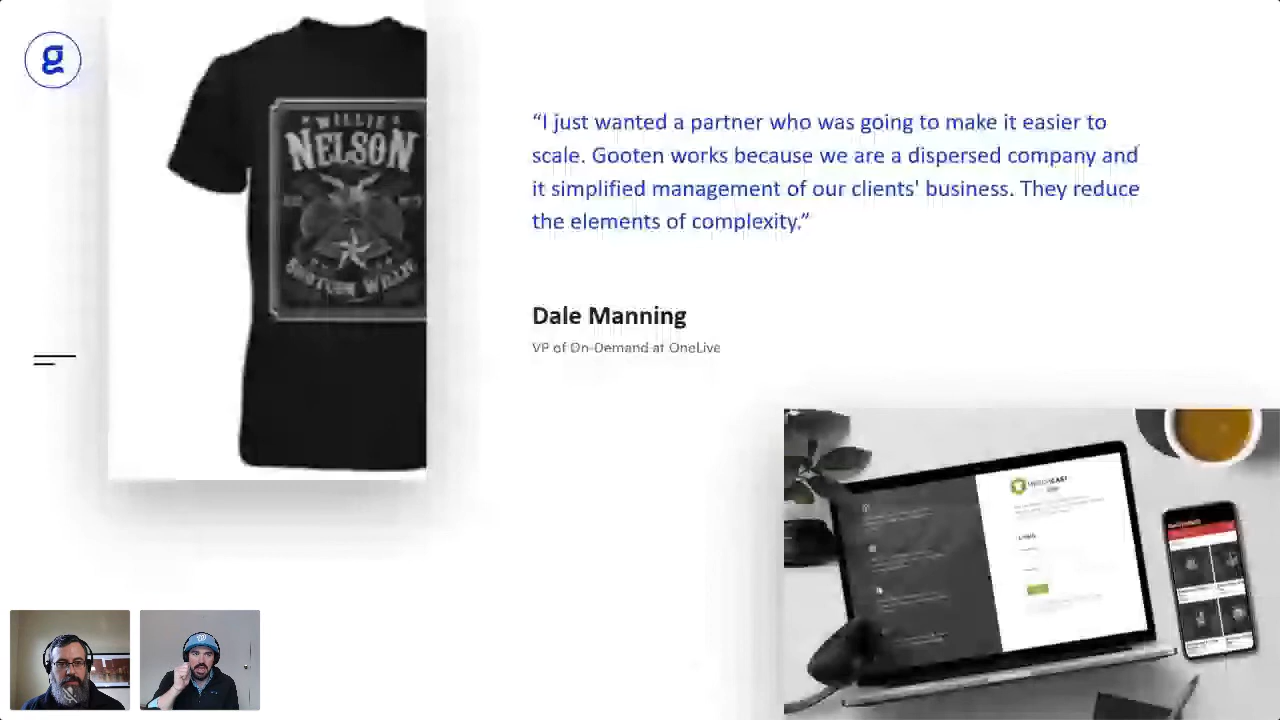 g
WILLIE
NELSON
“I just wanted a partner who was going to make it easier to
scale. Gooten works because we are a dispersed company and
it simplified management of our clients' business. They reduce
the elements of complexity.”
Dale Manning
VP of On-Demand at OneLive